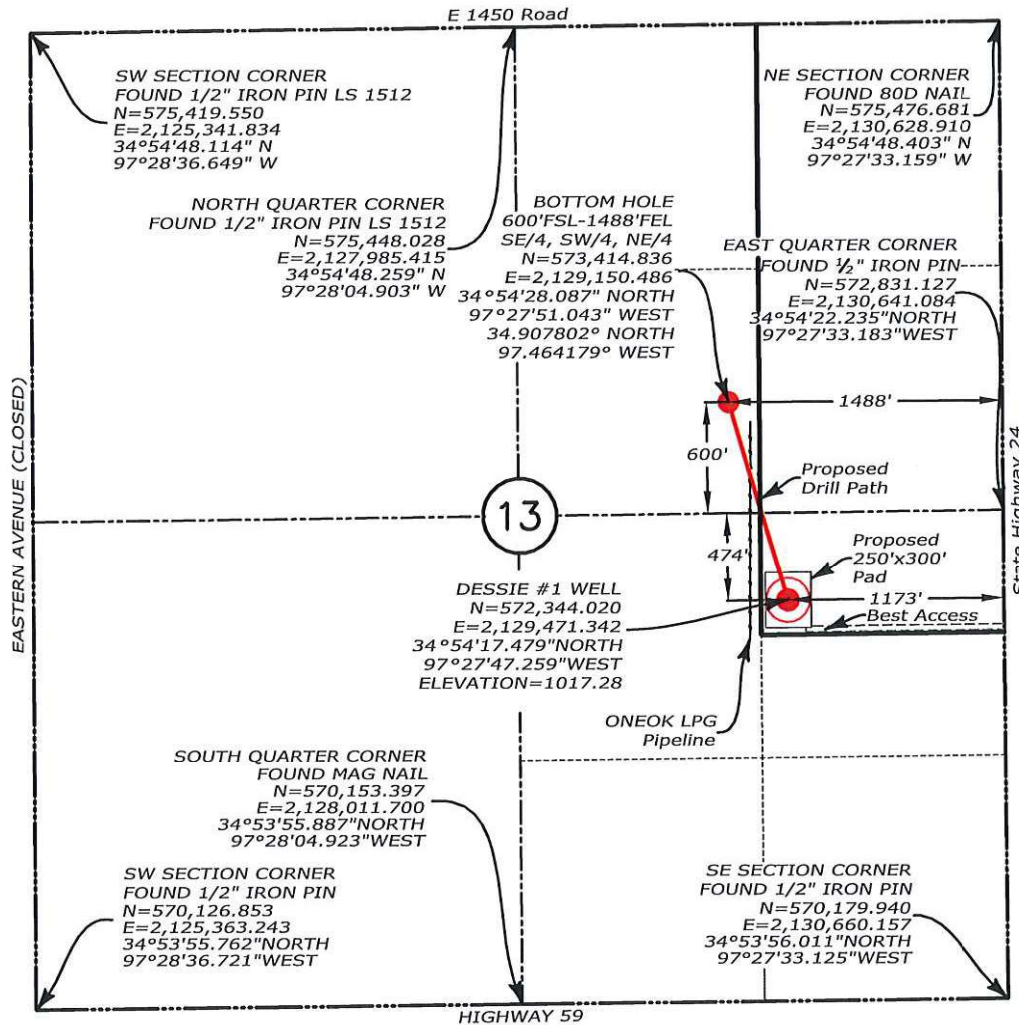 E 1450 Road
SW SECTION CORNER
FOUND 1/2" IRON PIN LS 1512
N=575,419.550
E=2,125,341.834
34°54'48.114" N
97°28'36.649" W
NE SECTION CORNER
FOUND 80D NAIL
N=575,476.681
E=2,130,628.910
34°54'48.403" N
97°27'33.159" W
NORTH QUARTER CORNER
FOUND 1/2" IRON PIN LS 1512
N=575,448.028
E=2,127,985.415
34°54'48.259" N
97°28'04.903" W
BOTTOM HOLE
600'FSL-1488'FEL
SE/4, SW/4, NE/4
N=573,414.836
E=2,129,150.486
34°54'28.087" NORTH
97°27'51.043" WEST
34.907802° NORTH
97.464179° WEST
EAST QUARTER CORNER
FOUND ½" IRON PIN
N=572,831.127
E=2,130,641.084
34°54'22.235"NORTH
97°27'33.183"WEST
EASTERN AVENUE (CLOSED)
State Highway 24
1488'
600'
Proposed
Drill Path
13
474'
Proposed
250'x300'
Pad
1173'
Best Access
DESSIE #1 WELL
N=572,344.020
E=2,129,471.342
34°54'17.479"NORTH
97°27'47.259"WEST
ELEVATION=1017.28
ONEOK LPG
Pipeline
SOUTH QUARTER CORNER
FOUND MAG NAIL
N=570,153.397
E=2,128,011.700
34°53'55.887"NORTH
97°28'04.923"WEST
SW SECTION CORNER
FOUND 1/2" IRON PIN
N=570,126.853
E=2,125,363.243
34°53'55.762"NORTH
97°28'36.721"WEST
SE SECTION CORNER
FOUND 1/2" IRON PIN
N=570,179.940
E=2,130,660.157
34°53'56.011"NORTH
97°27'33.125"WEST
HIGHWAY 59